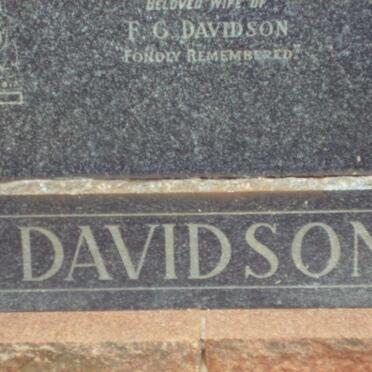 BELOVED WIFE OF
F. G. DAVIDSON
"FONDLY REMEMBERED."
DAVIDSON